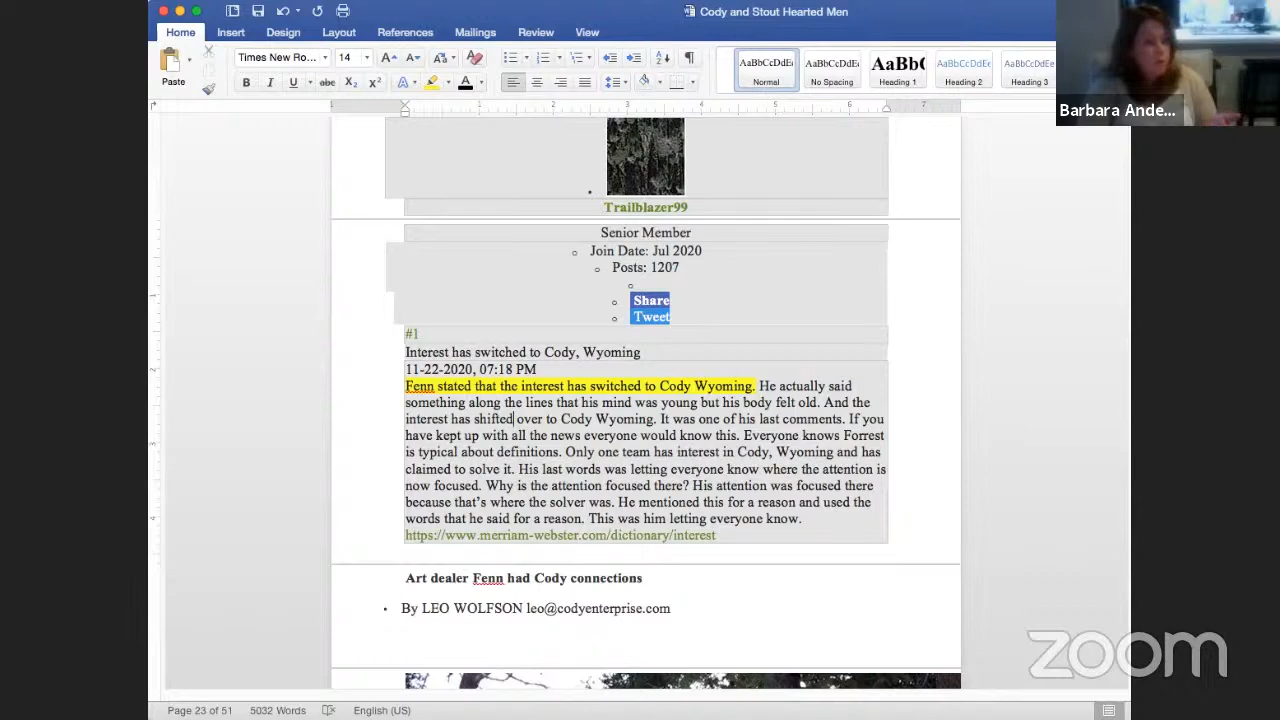 Cody and Stout Hearted Men
Home Insert Design Layout References Mailings Review View
Paste
Times New Ro... 14
AaBbCcDdEe Normal
AaBbCcDdEe No Spacing
AaBbC Heading 1
AaBbCcDdEe Heading 2
AaBbCcDdE Heading 3
Barbara Ande...
1 1 2 3 4 5 6 7
Trailblazer99
Senior Member
Join Date: Jul 2020
Posts: 1207
Share
Tweet
#1
Interest has switched to Cody, Wyoming
11-22-2020, 07:18 PM
Fenn stated that the interest has switched to Cody Wyoming. He actually said
something along the lines that his mind was young but his body felt old. And the
interest has shifted over to Cody Wyoming. It was one of his last comments. If you
have kept up with all the news everyone would know this. Everyone knows Forrest
is typical about definitions. Only one team has interest in Cody, Wyoming and has
claimed to solve it. His last words was letting everyone know where the attention is
now focused. Why is the attention focused there? His attention was focused there
because that's where the solver was. He mentioned this for a reason and used the
words that he said for a reason. This was him letting everyone know.
https://www.merriam-webster.com/dictionary/interest
Art dealer Fenn had Cody connections
By LEO WOLFSON leo@codyenterprise.com
zoom
Page 23 of 51 5032 Words English (US)